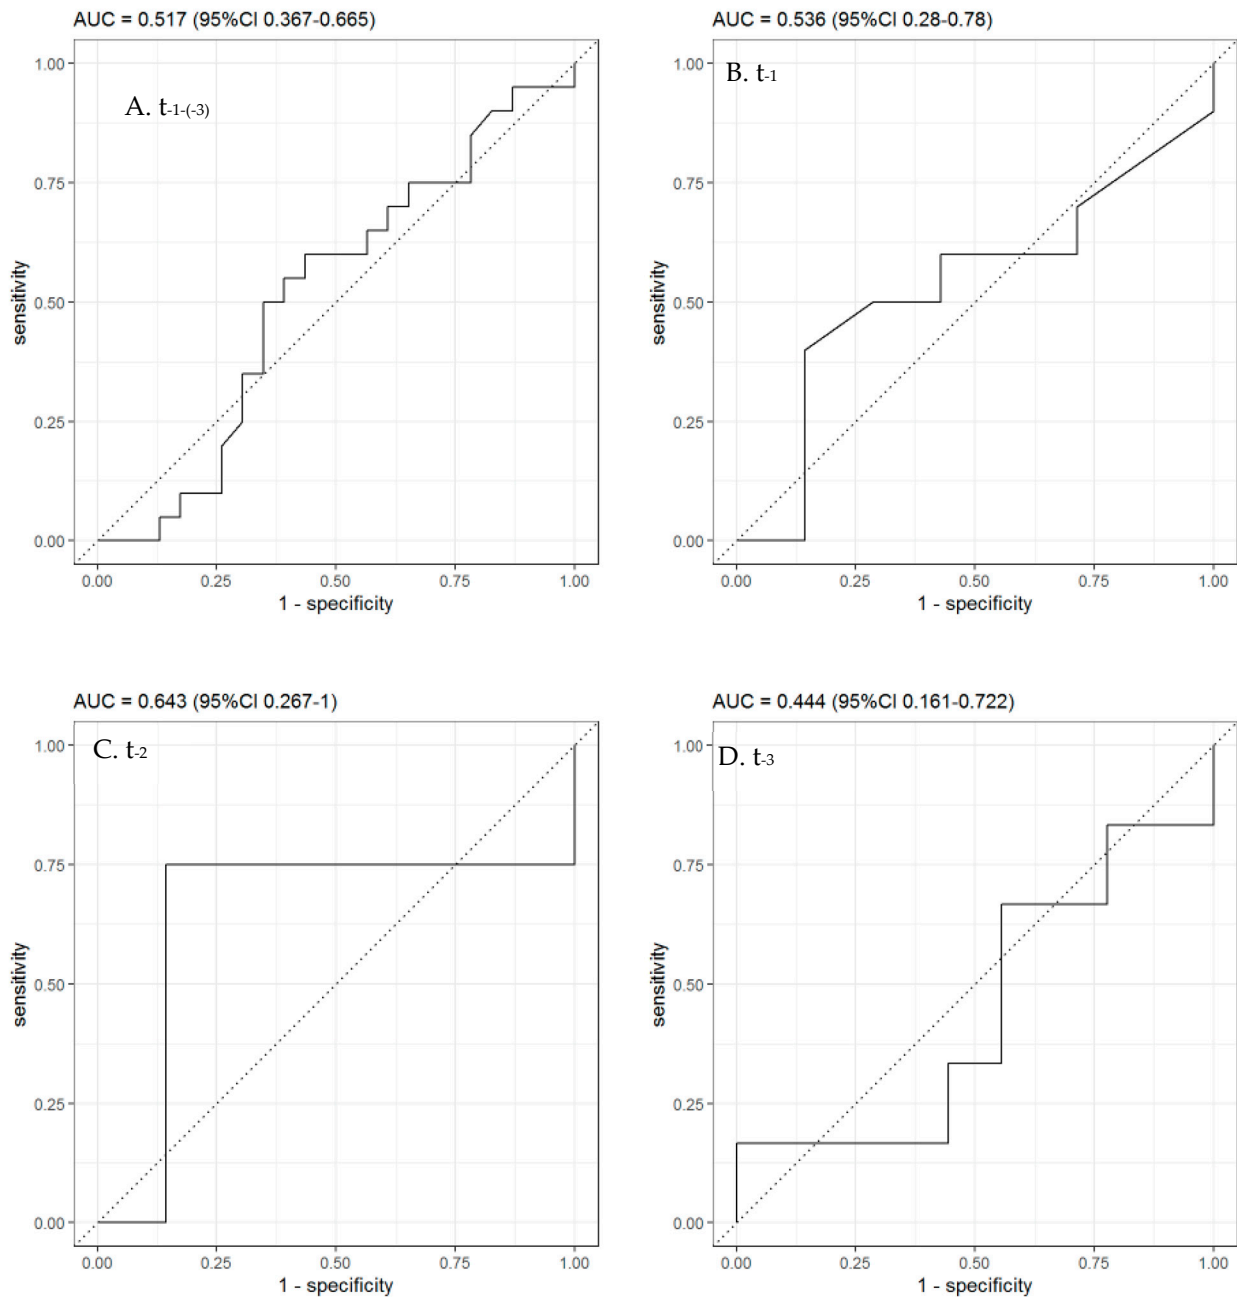 AUC = 0.517 (95%CI 0.367-0.665)
A. t-1-(-3)
1.00
0.75
0.50
0.25
0.00
sensitivity
0.00 0.25 0.50 0.75 1.00
1 - specificity
AUC = 0.536 (95%CI 0.28-0.78)
B. t-1
1.00
0.75
0.50
0.25
0.00
sensitivity
0.00 0.25 0.50 0.75 1.00
1 - specificity
AUC = 0.643 (95%CI 0.267-1)
C. t-2
1.00
0.75
0.50
0.25
0.00
sensitivity
0.00 0.25 0.50 0.75 1.00
1 - specificity
AUC = 0.444 (95%CI 0.161-0.722)
D. t-3
1.00
0.75
0.50
0.25
0.00
sensitivity
0.00 0.25 0.50 0.75 1.00
1 - specificity